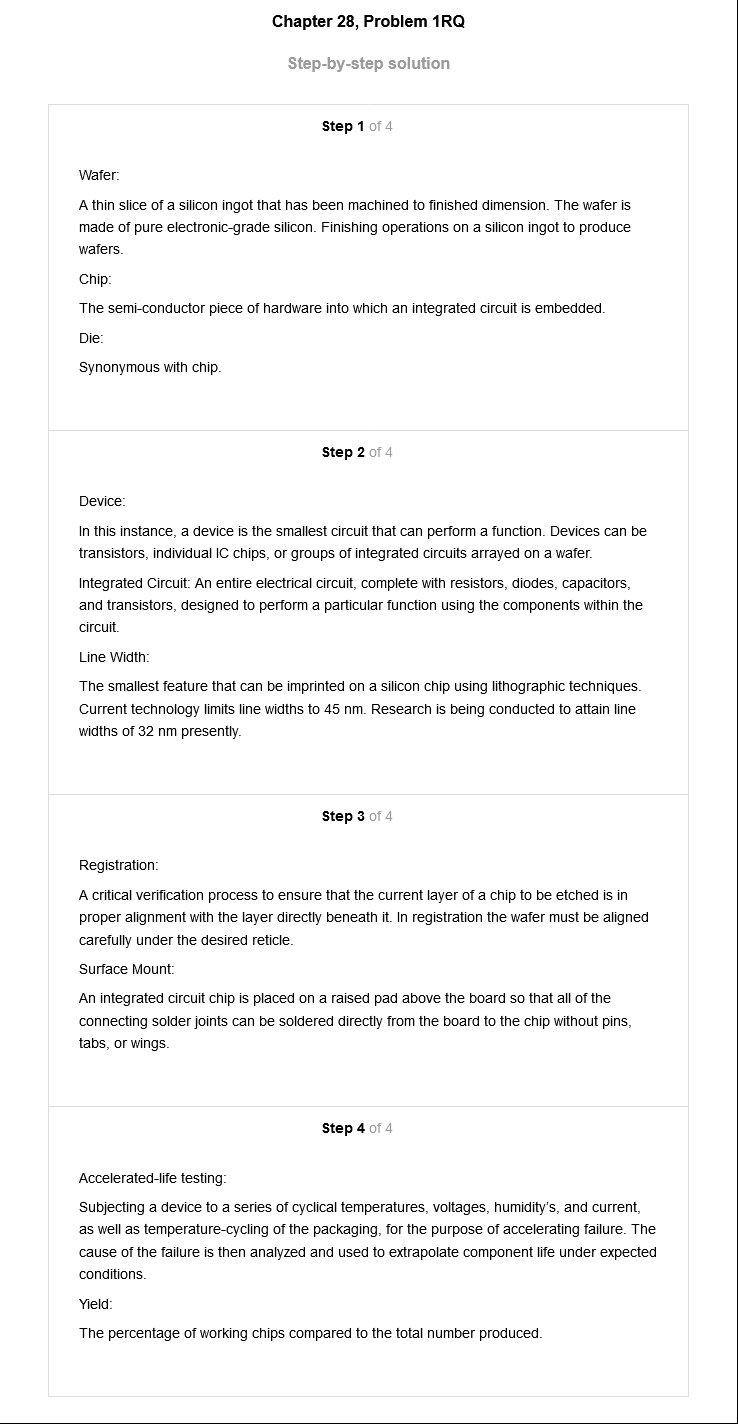 Chapter 28, Problem 1RQ
Step-by-step solution
Step 1 of 4
Wafer:
A thin slice of a silicon ingot that has been machined to finished dimension. The wafer is
made of pure electronic-grade silicon. Finishing operations on a silicon ingot to produce
wafers.
Chip:
The semi-conductor piece of hardware into which an integrated circuit is embedded.
Die:
Synonymous with chip.
Step 2 of 4
Device:
In this instance, a device is the smallest circuit that can perform a function. Devices can be
transistors, individual IC chips, or groups of integrated circuits arrayed on a wafer.
Integrated Circuit: An entire electrical circuit, complete with resistors, diodes, capacitors,
and transistors, designed to perform a particular function using the components within the
circuit.
Line Width:
The smallest feature that can be imprinted on a silicon chip using lithographic techniques.
Current technology limits line widths to 45 nm. Research is being conducted to attain line
widths of 32 nm presently.
Step 3 of 4
Registration:
A critical verification process to ensure that the current layer of a chip to be etched is in
proper alignment with the layer directly beneath it. In registration the wafer must be aligned
carefully under the desired reticle.
Surface Mount:
An integrated circuit chip is placed on a raised pad above the board so that all of the
connecting solder joints can be soldered directly from the board to the chip without pins,
tabs, or wings.
Step 4 of 4
Accelerated-life testing:
Subjecting a device to a series of cyclical temperatures, voltages, humidity's, and current,
as well as temperature-cycling of the packaging, for the purpose of accelerating failure. The
cause of the failure is then analyzed and used to extrapolate component life under expected
conditions.
Yield:
The percentage of working chips compared to the total number produced.